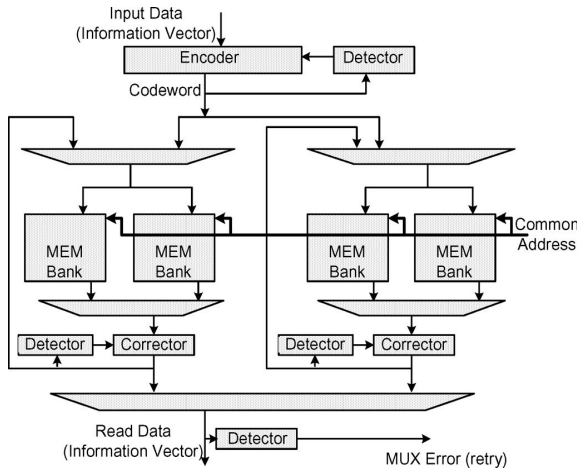 Input Data
(Information Vector)
Encoder
Detector
Codeword
Common
Address
MEM
Bank
MEM
Bank
MEM
Bank
MEM
Bank
Detector
Corrector
Detector
Corrector
Read Data
(Information Vector)
Detector
MUX Error (retry)